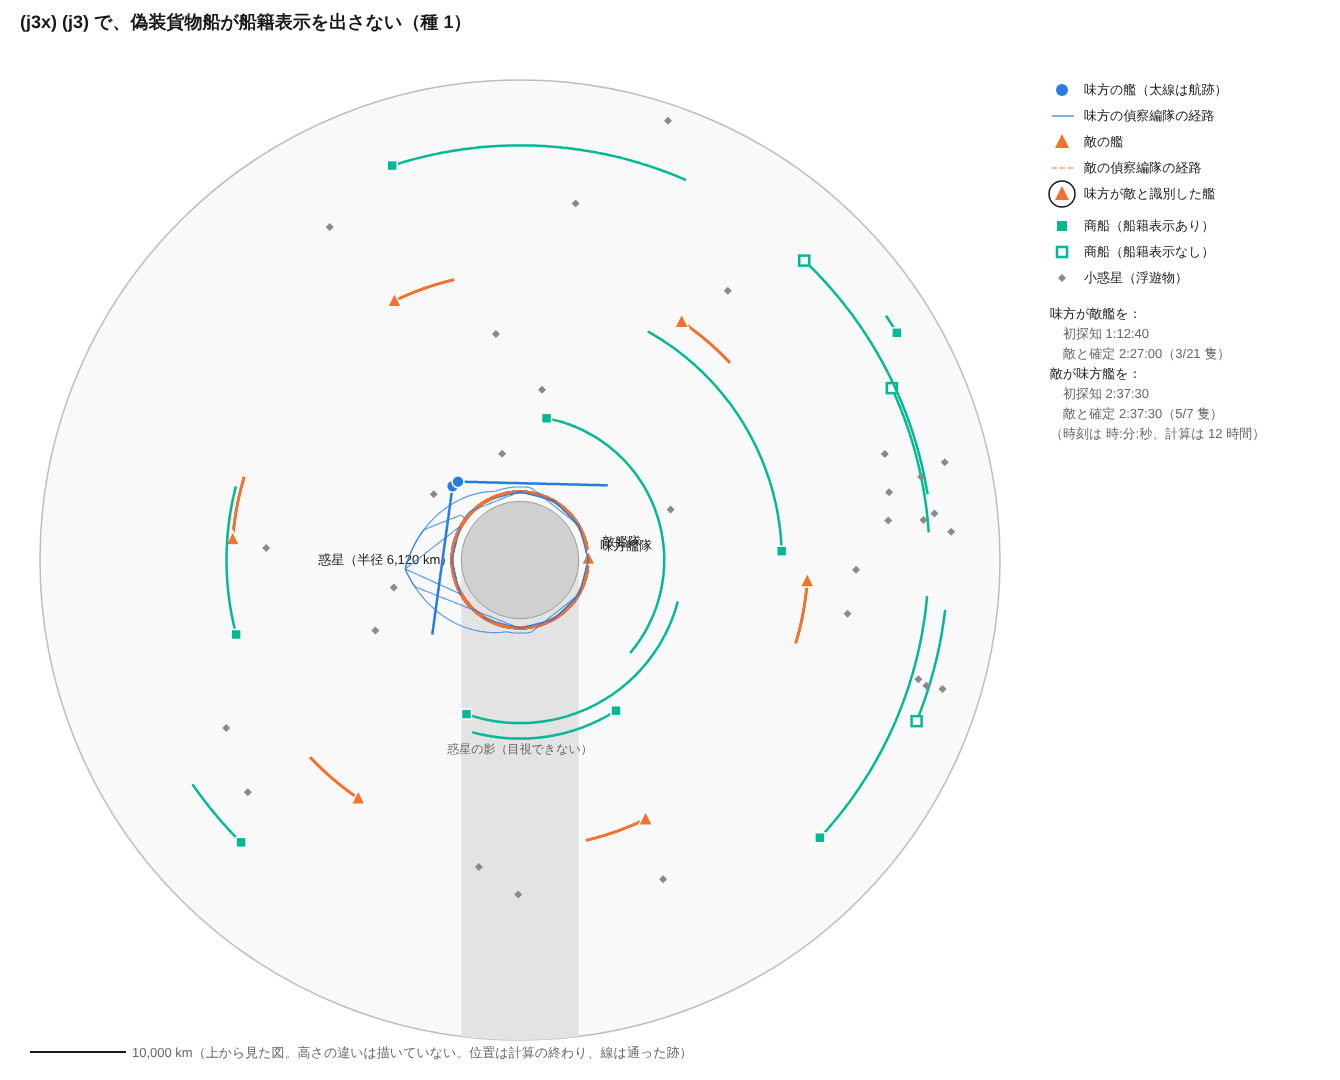 (j3x) (j3) で、偽装貨物船が船籍表示を出さない（種 1）
味方の艦（太線は航跡）
味方の偵察編隊の経路
敵の艦
敵の偵察編隊の経路
味方が敵と識別した艦
商船（船籍表示あり）
商船（船籍表示なし）
小惑星（浮遊物）
味方が敵艦を：
初探知 1:12:40
敵と確定 2:27:00（3/21 隻）
敵が味方艦を：
初探知 2:37:30
敵と確定 2:37:30（5/7 隻）
（時刻は 時:分:秒、計算は 12 時間）
敵艦隊
味方艦隊
惑星（半径 6,120 km）
惑星の影（目視できない）
10,000 km（上から見た図。高さの違いは描いていない。位置は計算の終わり、線は通った跡）